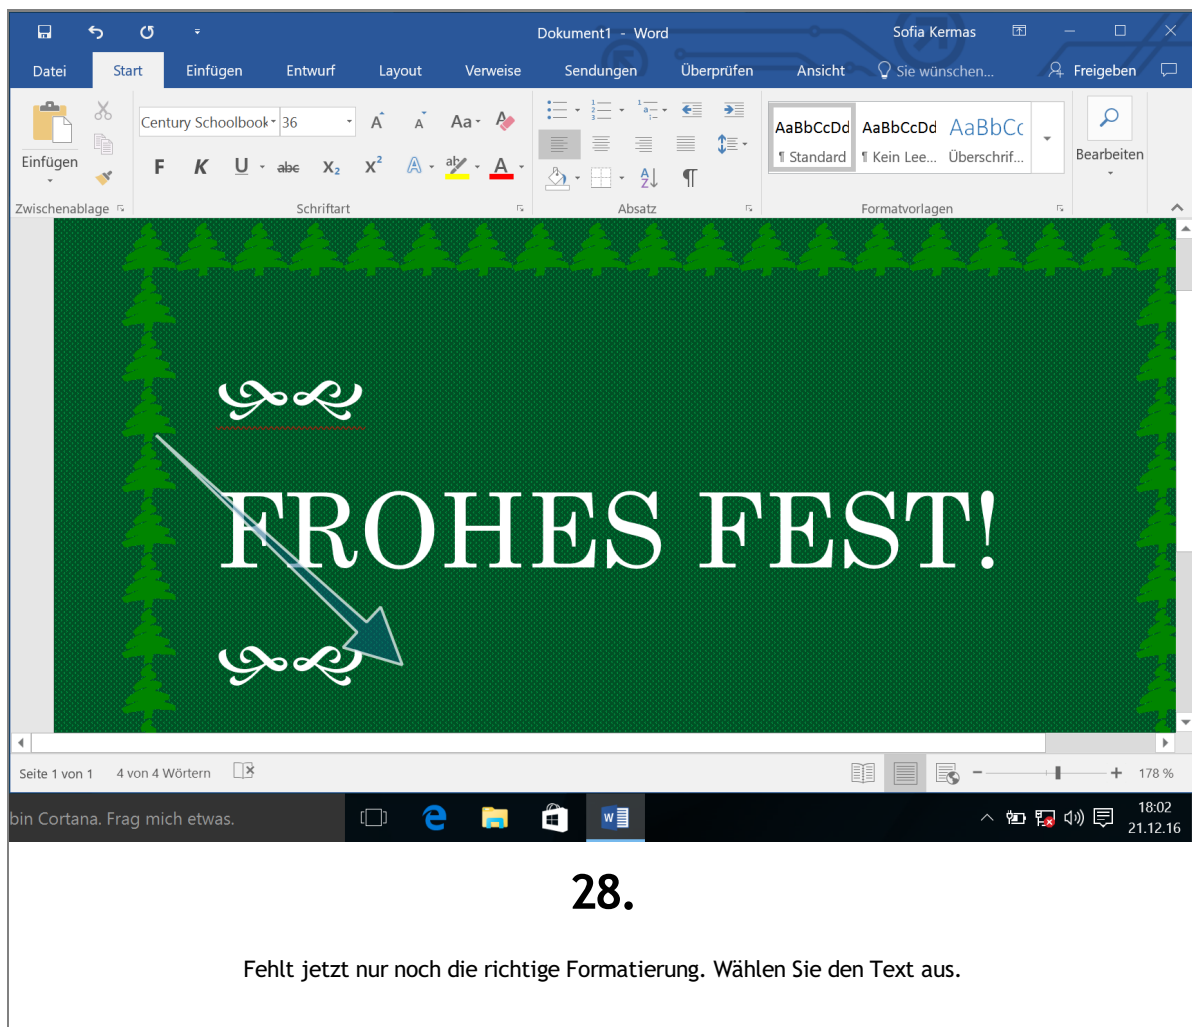 Dokument1 - Word
Sofia Kermas
Datei Start Einfügen Entwurf Layout Verweise Sendungen Überprüfen Ansicht Sie wünschen... Freigeben
Century Schoolbook 36 Aa
AaBbCcDd AaBbCcDd AaBbCc
Einfügen
F K U abc X₂ X² A ab A
¶ Standard ¶ Kein Lee... Überschrif...
Bearbeiten
Zwischenablage Schriftart Absatz Formatvorlagen
FROHES FEST!
Seite 1 von 1 4 von 4 Wörtern 178 %
bin Cortana. Frag mich etwas.
18:02
21.12.16
28.
Fehlt jetzt nur noch die richtige Formatierung. Wählen Sie den Text aus.